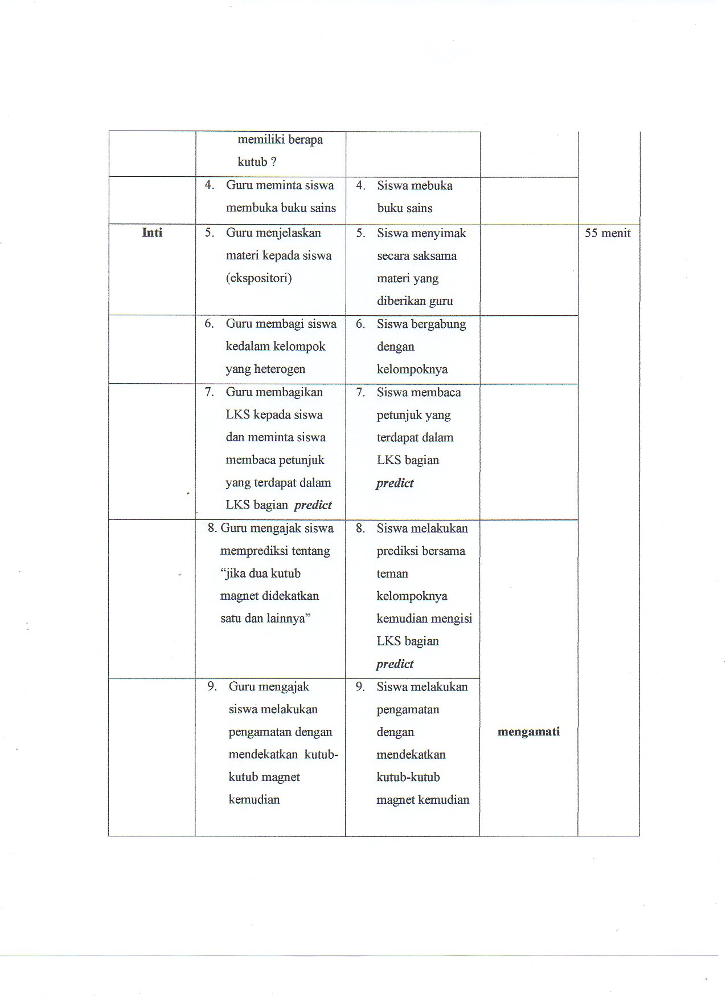 memiliki berapa
kutub ?
4. Guru meminta siswa
membuka buku sains
4. Siswa mebuka
buku sains
Inti
5. Guru menjelaskan
materi kepada siswa
(ekspositori)
5. Siswa menyimak
secara saksama
materi yang
diberikan guru
55 menit
6. Guru membagi siswa
kedalam kelompok
yang heterogen
6. Siswa bergabung
dengan
kelompoknya
7. Guru membagikan
LKS kepada siswa
dan meminta siswa
membaca petunjuk
yang terdapat dalam
LKS bagian predict
7. Siswa membaca
petunjuk yang
terdapat dalam
LKS bagian
predict
8. Guru mengajak siswa
memprediksi tentang
“jika dua kutub
magnet didekatkan
satu dan lainnya”
8. Siswa melakukan
prediksi bersama
teman
kelompoknya
kemudian mengisi
LKS bagian
predict
9. Guru mengajak
siswa melakukan
pengamatan dengan
mendekatkan kutub-
kutub magnet
kemudian
9. Siswa melakukan
pengamatan
dengan
mendekatkan
kutub-kutub
magnet kemudian
mengamati